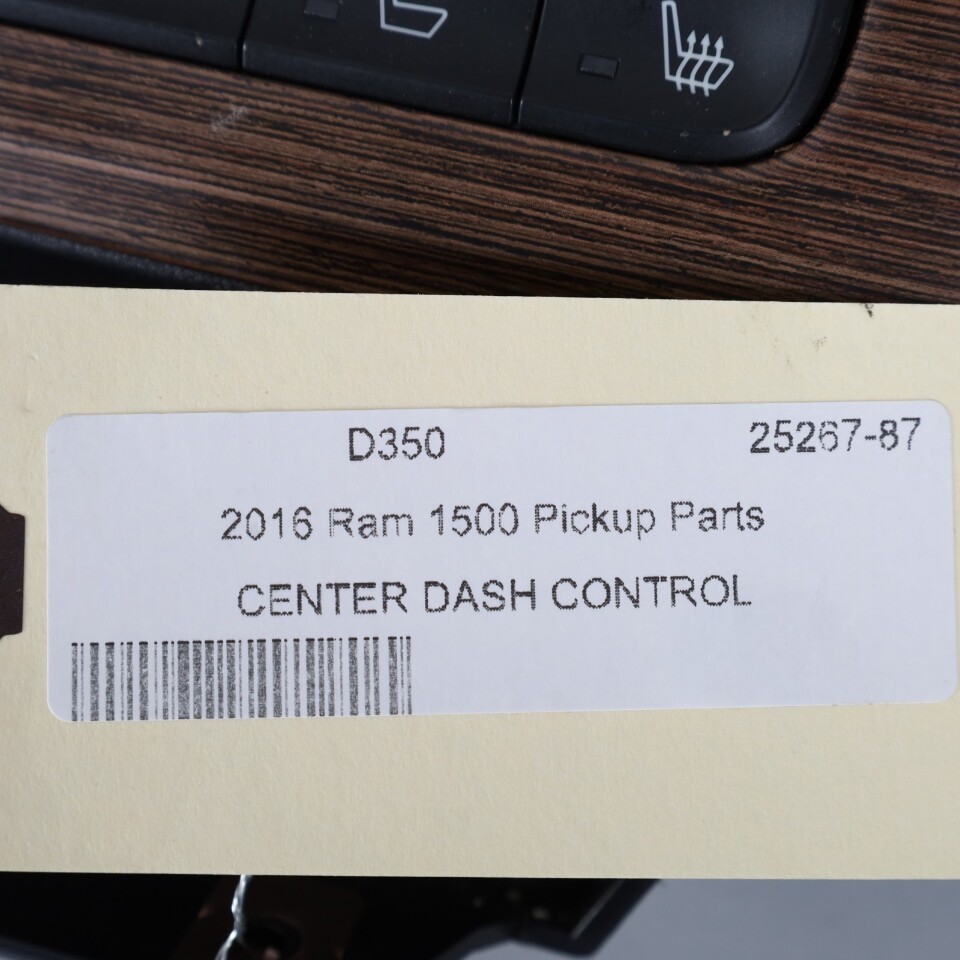 D350 25267-87
2016 Ram 1500 Pickup Parts
CENTER DASH CONTROL